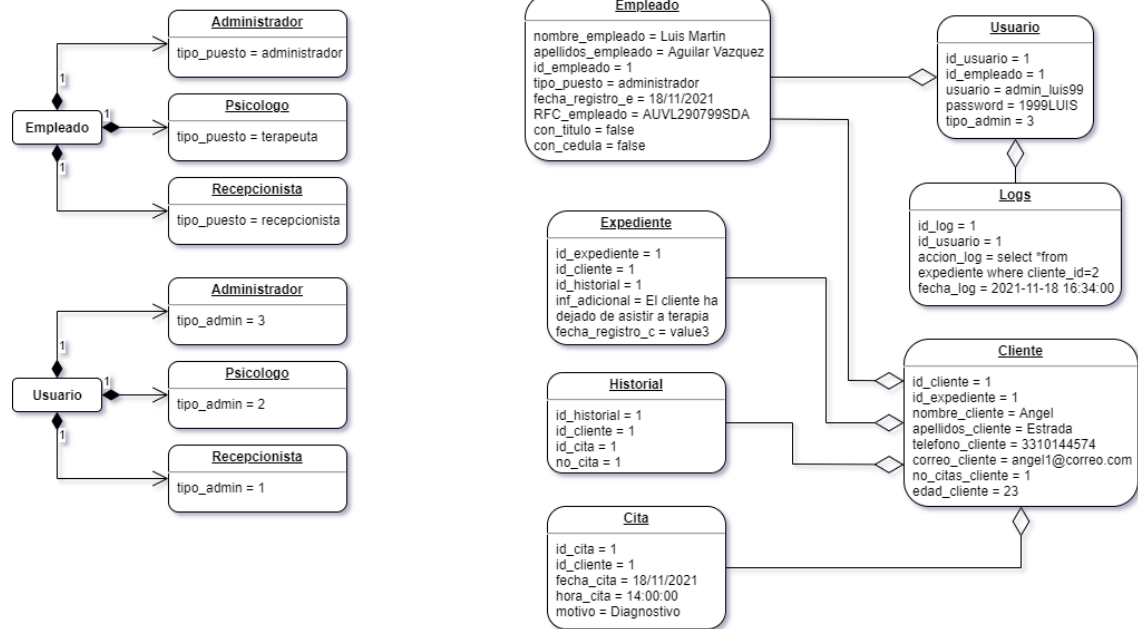 Administrador
tipo_puesto = administrador
1
Empleado
1
Psicologo
tipo_puesto = terapeuta
1
Recepcionista
tipo_puesto = recepcionista
Administrador
tipo_admin = 3
1
Usuario
1
Psicologo
tipo_admin = 2
1
Recepcionista
tipo_admin = 1
Empleado
nombre_empleado = Luis Martin
apellidos_empleado = Aguilar Vazquez
id_empleado = 1
tipo_puesto = administrador
fecha_registro_e = 18/11/2021
RFC_empleado = AUVL290799SDA
con_titulo = false
con_cedula = false
Usuario
id_usuario = 1
id_empleado = 1
usuario = admin_luis99
password = 1999LUIS
tipo_admin = 3
Logs
id_log = 1
id_usuario = 1
accion_log = select *from
expediente where cliente_id=2
fecha_log = 2021-11-18 16:34:00
Expediente
id_expediente = 1
id_cliente = 1
id_historial = 1
inf_adicional = El cliente ha
dejado de asistir a terapia
fecha_registro_c = value3
Historial
id_historial = 1
id_cliente = 1
id_cita = 1
no_cita = 1
Cliente
id_cliente = 1
id_expediente = 1
nombre_cliente = Angel
apellidos_cliente = Estrada
telefono_cliente = 3310144574
correo_cliente = angel1@correo.com
no_citas_cliente = 1
edad_cliente = 23
Cita
id_cita = 1
id_cliente = 1
fecha_cita = 18/11/2021
hora_cita = 14:00:00
motivo = Diagnostivo